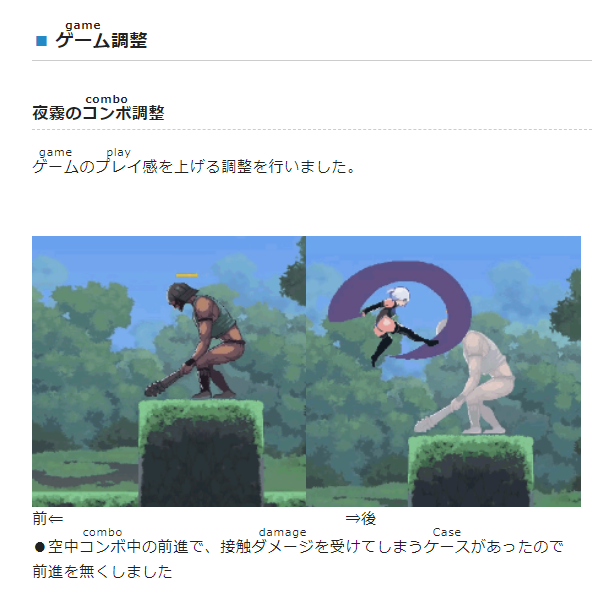 game
■ ゲーム調整
combo
夜霧のコンボ調整
game play
ゲームのプレイ感を上げる調整を行いました。
前⇐ ⇒後
combo damage Case
●空中コンボ中の前進で、接触ダメージを受けてしまうケースがあったので
前進を無くしました